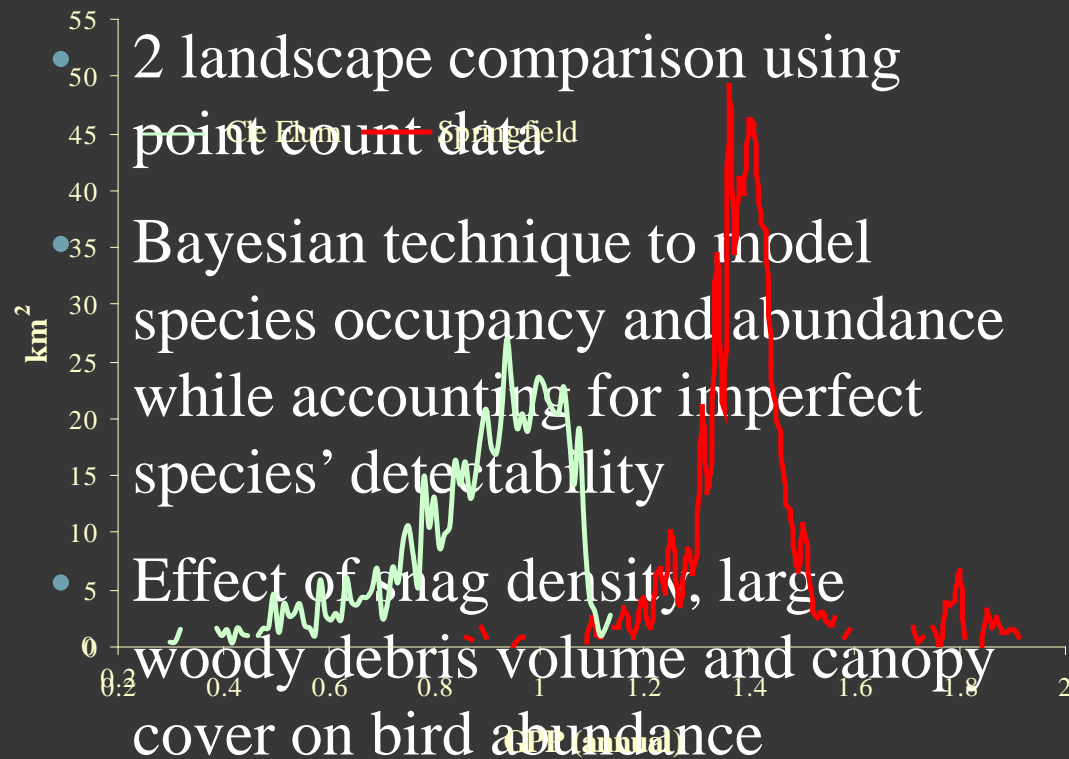 55
50
45
40
35
30
25
20
15
10
5
0
km²
• 2 landscape comparison using
point count data
Cle Elum Springfield
• Bayesian technique to model
species occupancy and abundance
while accounting for imperfect
species’ detectability
• Effect of snag density, large
woody debris volume and canopy
cover on bird abundance
0.2 0.4 0.6 0.8 1 1.2 1.4 1.6 1.8 2
GPP (annual)